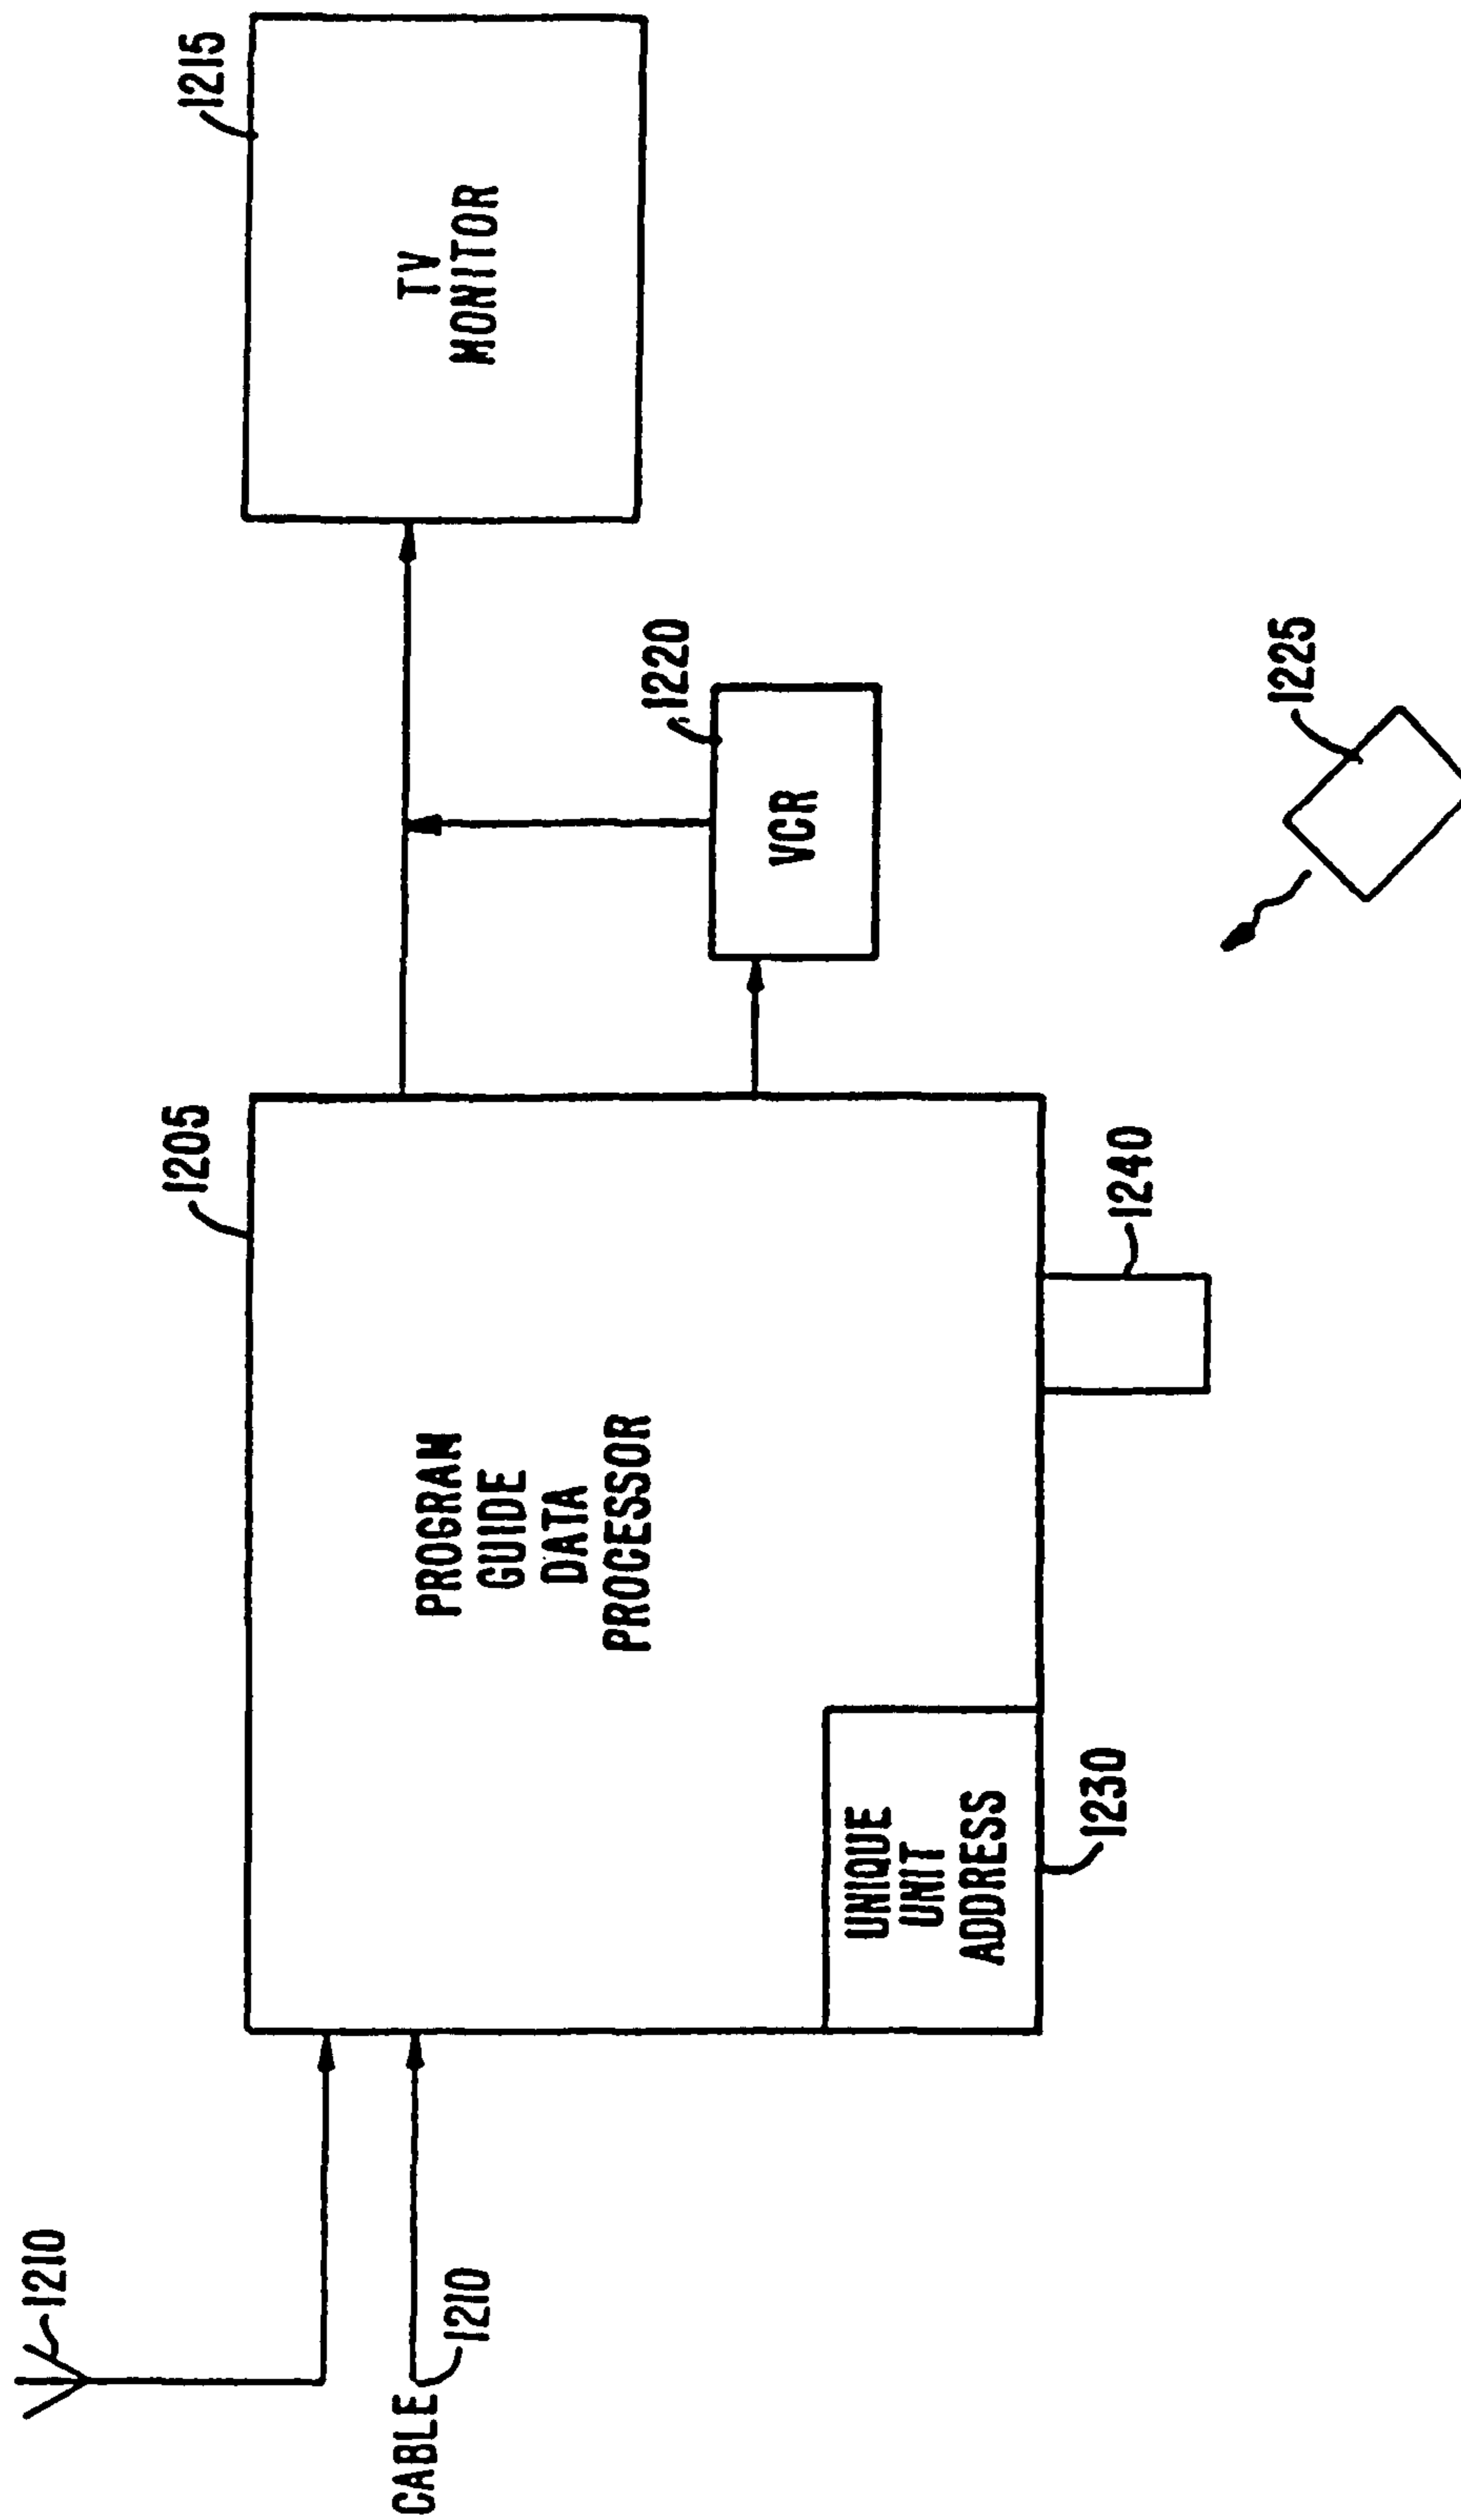 1210
CABLE
1210
1205
PROGRAM
GUIDE
DATA
PROCESSOR
UNIQUE
UNIT
ADDRESS
1230
1240
1215
TV
MONITOR
1220
VCR
1225